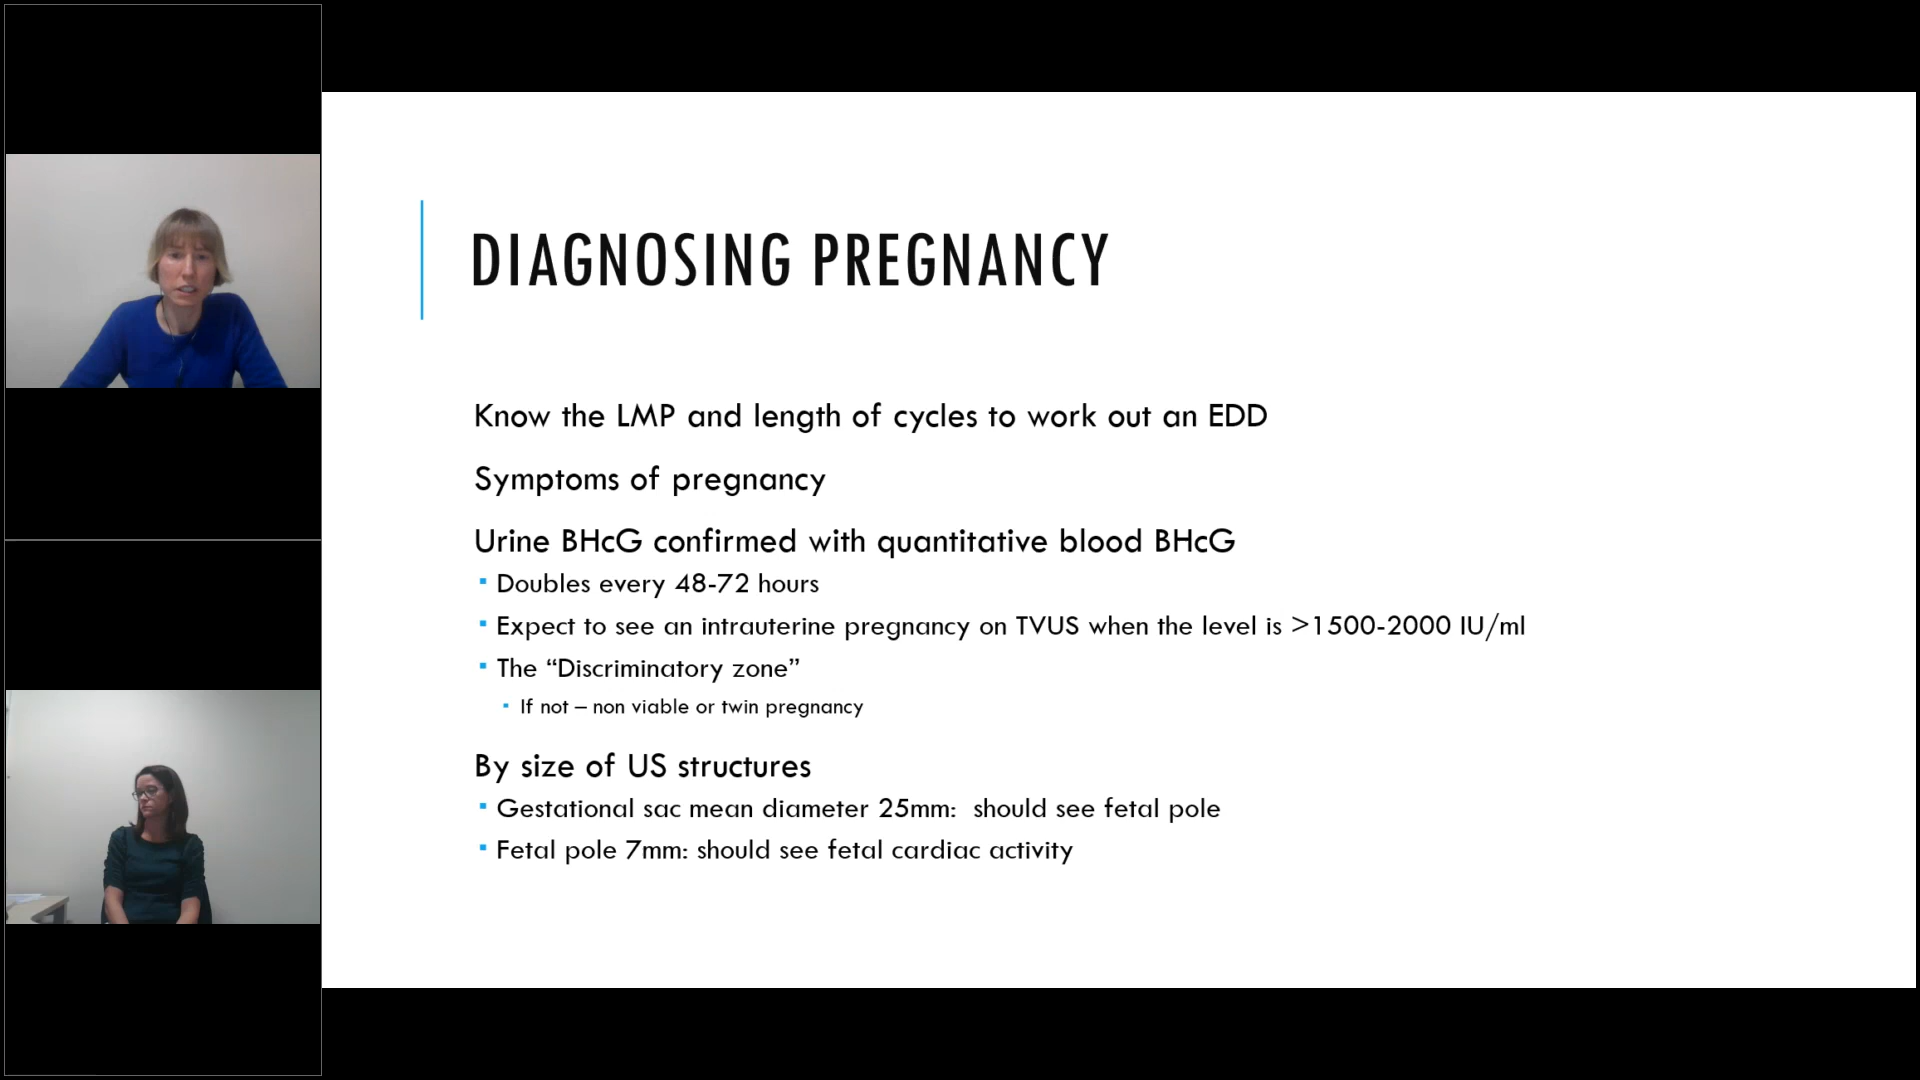 DIAGNOSING PREGNANCY
Know the LMP and length of cycles to work out an EDD
Symptoms of pregnancy
Urine BHcG confirmed with quantitative blood BHcG
▪ Doubles every 48-72 hours
▪ Expect to see an intrauterine pregnancy on TVUS when the level is >1500-2000 IU/ml
▪ The “Discriminatory zone”
▪ If not – non viable or twin pregnancy
By size of US structures
▪ Gestational sac mean diameter 25mm:  should see fetal pole
▪ Fetal pole 7mm: should see fetal cardiac activity